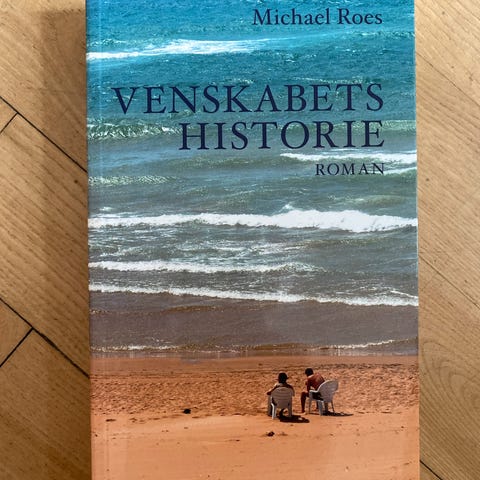 Michael Roes
VENSKABETS
HISTORIE
ROMAN